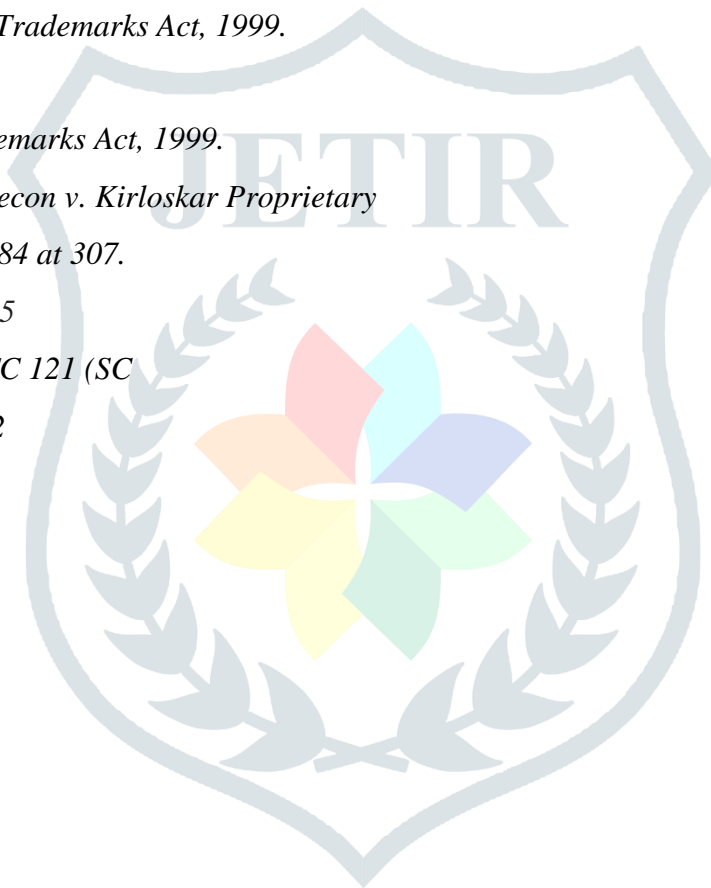 Trademarks Act, 1999.
emarks Act, 1999.
JETIR
econ v. Kirloskar Proprietary
84 at 307.
5
C 121 (SC
2